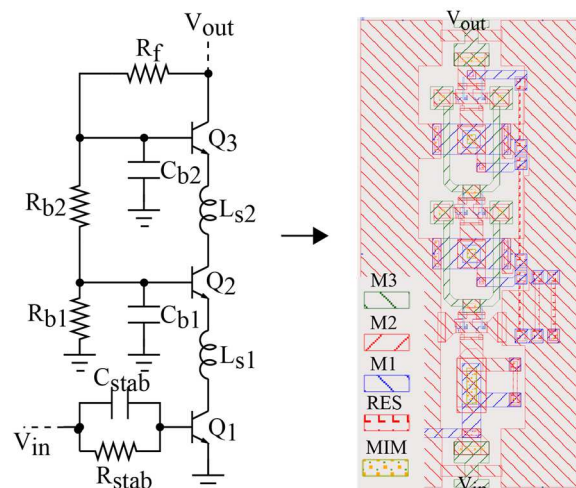 Vout
Rf
Q3
Cb2
Rb2
Ls2
Q2
Rb1
Cb1
Ls1
Cstab
Q1
Vin
Rstab
Vout
M3
M2
M1
RES
MIM
Vin